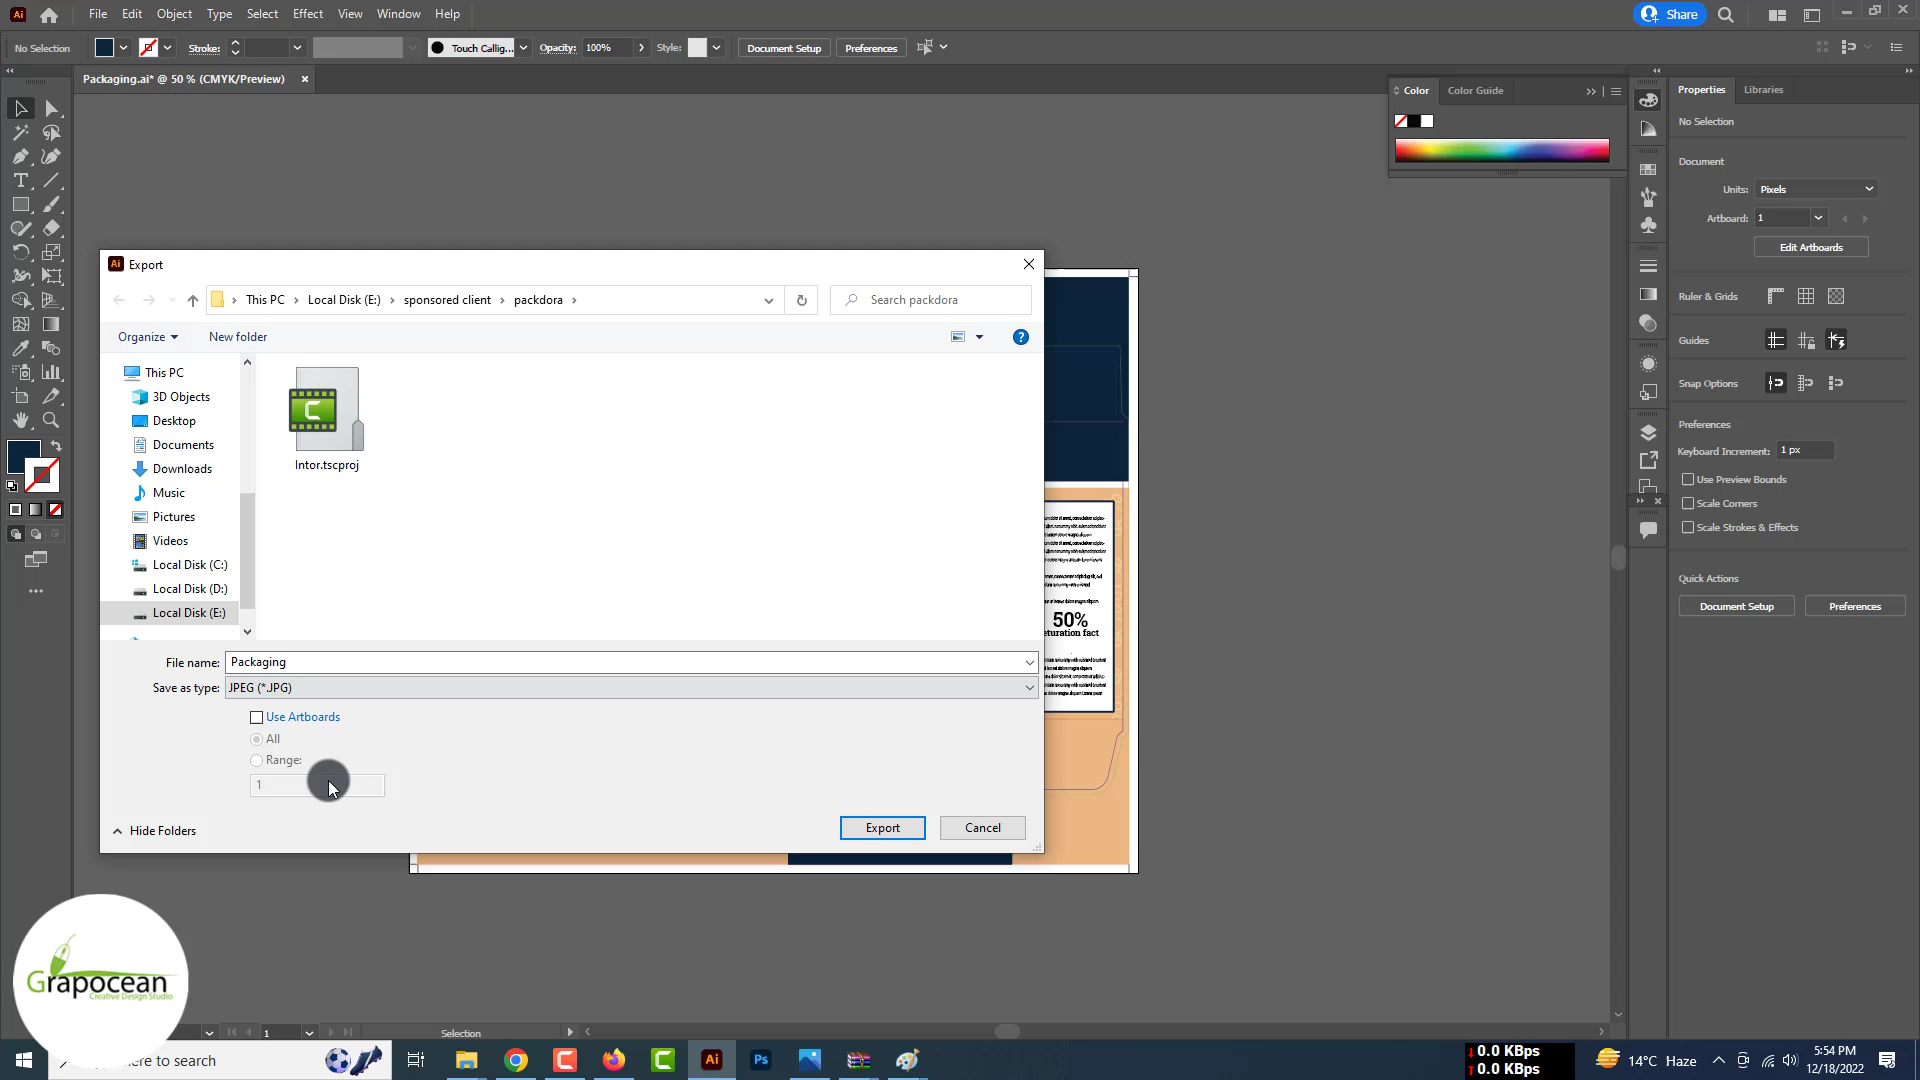 File Edit Object Type Select Effect View Window Help
Share
No Selection
Stroke:
Touch Callig...
Opacity: 100%
Style:
Document Setup
Preferences
Packaging.ai* @ 50 % (CMYK/Preview)
Color
Color Guide
Properties
Libraries
No Selection
Document
Units: Pixels
Artboard: 1
Edit Artboards
Ruler & Grids
Guides
Snap Options
Preferences
Keyboard Increment: 1 px
Use Preview Bounds
Scale Corners
Scale Strokes & Effects
Quick Actions
Document Setup
Preferences
Export
This PC > Local Disk (E:) > sponsored client > packdora >
Search packdora
Organize
New folder
This PC
3D Objects
Desktop
Documents
Downloads
Music
Pictures
Videos
Local Disk (C:)
Local Disk (D:)
Local Disk (E:)
Intor.tscproj
File name: Packaging
Save as type: JPEG (*.JPG)
Use Artboards
All
Range:
1
Hide Folders
Export
Cancel
50%
eturation fact
Grapocean
Creative Design Studio
1
Selection
here to search
0.0 KBps
0.0 KBps
14°C Haze
5:54 PM
12/18/2022